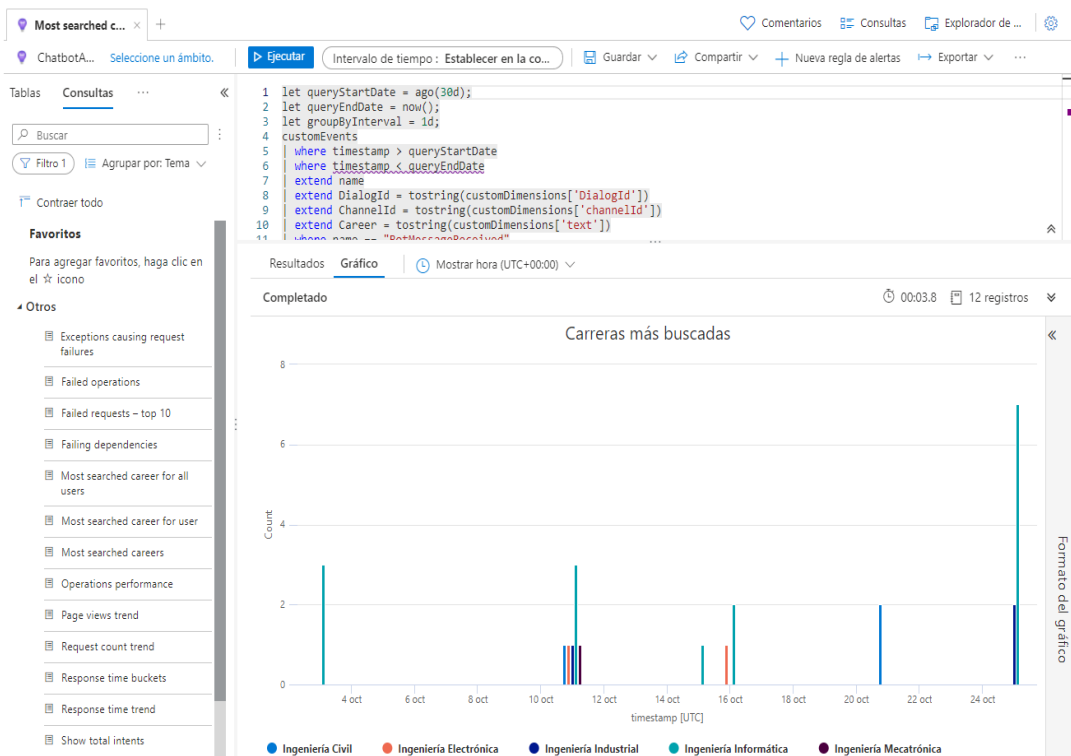 Most searched c...
Comentarios
Consultas
Explorador de ...
ChatbotA...
Seleccione un ámbito.
Ejecutar
Intervalo de tiempo : Establecer en la co...
Guardar
Compartir
Nueva regla de alertas
Exportar
...
Tablas
Consultas
...
Buscar
Filtro 1
Agrupar por: Tema
Contraer todo
Favoritos
Para agregar favoritos, haga clic en
el ☆ icono
Otros
Exceptions causing request
failures
Failed operations
Failed requests – top 10
Failing dependencies
Most searched career for all
users
Most searched career for user
Most searched careers
Operations performance
Page views trend
Request count trend
Response time buckets
Response time trend
Show total intents
1 let queryStartDate = ago(30d);
2 let queryEndDate = now();
3 let groupByInterval = 1d;
4 customEvents
5 | where timestamp > queryStartDate
6 | where timestamp < queryEndDate
7 | extend name
8 | extend DialogId = tostring(customDimensions['DialogId'])
9 | extend ChannelId = tostring(customDimensions['channelId'])
10 | extend Career = tostring(customDimensions['text'])
11 | where name == "BotMessageReceived"
Resultados
Gráfico
Mostrar hora (UTC+00:00)
Completado
00:03.8
12 registros
Carreras más buscadas
8
6
4
2
0
Count
4 oct
6 oct
8 oct
10 oct
12 oct
14 oct
16 oct
18 oct
20 oct
22 oct
24 oct
timestamp [UTC]
Ingeniería Civil
Ingeniería Electrónica
Ingeniería Industrial
Ingeniería Informática
Ingeniería Mecatrónica
Formato del gráfico